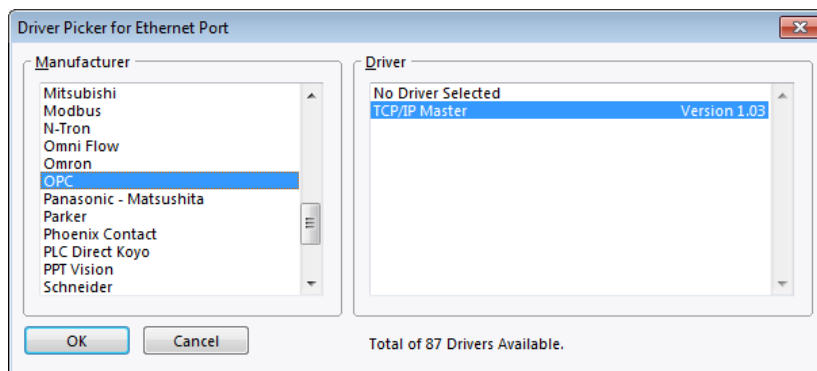 Driver Picker for Ethernet Port
Manufacturer
Mitsubishi
Modbus
N-Tron
Omni Flow
Omron
OPC
Panasonic - Matsushita
Parker
Phoenix Contact
PLC Direct Koyo
PPT Vision
Schneider
Driver
No Driver Selected
TCP/IP Master Version 1.03
OK
Cancel
Total of 87 Drivers Available.